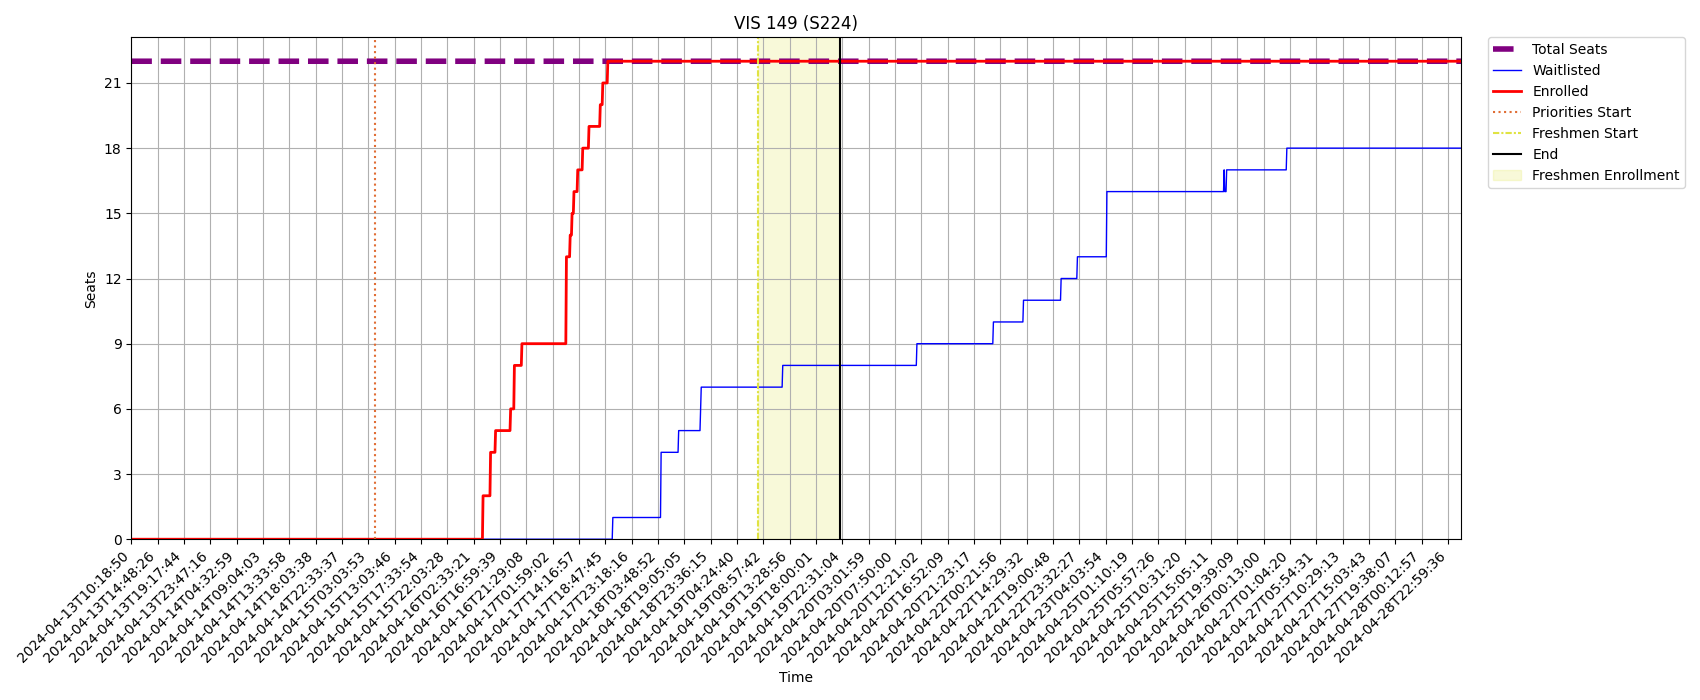 VIS 149 (S224)
Total Seats
Waitlisted
Enrolled
Priorities Start
Freshmen Start
End
Freshmen Enrollment
Seats
21
18
15
12
9
6
3
0
2024-04-13T10:18:50
2024-04-13T14:48:26
2024-04-13T19:17:44
2024-04-13T23:47:16
2024-04-14T04:32:59
2024-04-14T09:04:03
2024-04-14T13:33:58
2024-04-14T18:03:38
2024-04-14T22:33:37
2024-04-15T03:03:53
2024-04-15T13:03:46
2024-04-15T17:33:54
2024-04-15T22:03:28
2024-04-16T02:33:21
2024-04-16T16:59:39
2024-04-16T21:29:08
2024-04-17T01:59:02
2024-04-17T14:16:57
2024-04-17T18:47:45
2024-04-17T23:18:16
2024-04-18T03:48:52
2024-04-18T19:05:05
2024-04-18T23:36:15
2024-04-19T04:24:40
2024-04-19T08:57:42
2024-04-19T13:28:56
2024-04-19T18:00:01
2024-04-19T22:31:04
2024-04-20T03:01:59
2024-04-20T07:50:00
2024-04-20T12:21:02
2024-04-20T16:52:09
2024-04-20T21:23:17
2024-04-22T00:21:56
2024-04-22T14:29:32
2024-04-22T19:00:48
2024-04-22T23:32:27
2024-04-23T04:03:54
2024-04-25T01:10:19
2024-04-25T05:57:26
2024-04-25T10:31:20
2024-04-25T15:05:11
2024-04-25T19:39:09
2024-04-26T00:13:00
2024-04-27T01:04:20
2024-04-27T05:54:31
2024-04-27T10:29:13
2024-04-27T15:03:43
2024-04-27T19:38:07
2024-04-28T00:12:57
2024-04-28T22:59:36
Time